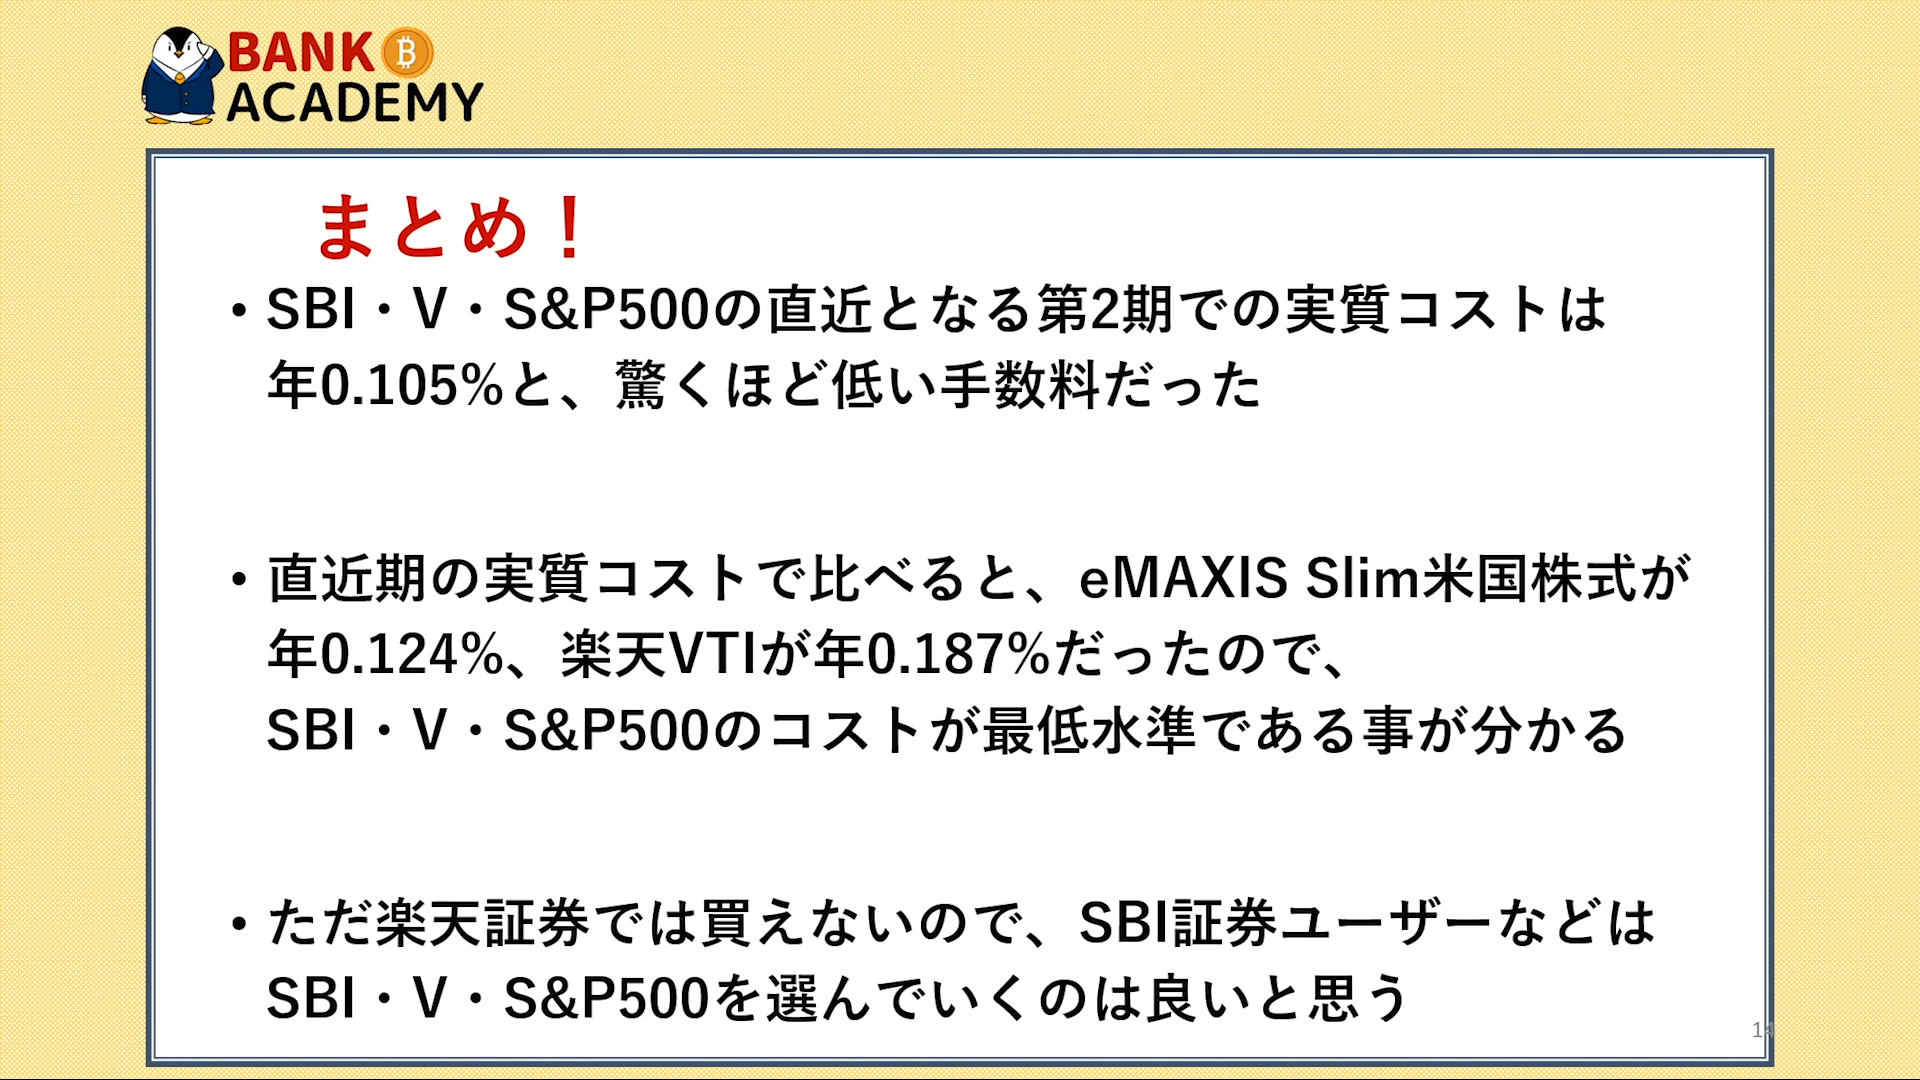 BANK
ACADEMY
まとめ！
・SBI・V・S&P500の直近となる第2期での実質コストは
年0.105%と、驚くほど低い手数料だった
・直近期の実質コストで比べると、eMAXIS Slim米国株式が
年0.124%、楽天VTIが年0.187%だったので、
SBI・V・S&P500のコストが最低水準である事が分かる
・ただ楽天証券では買えないので、SBI証券ユーザーなどは
SBI・V・S&P500を選んでいくのは良いと思う
14